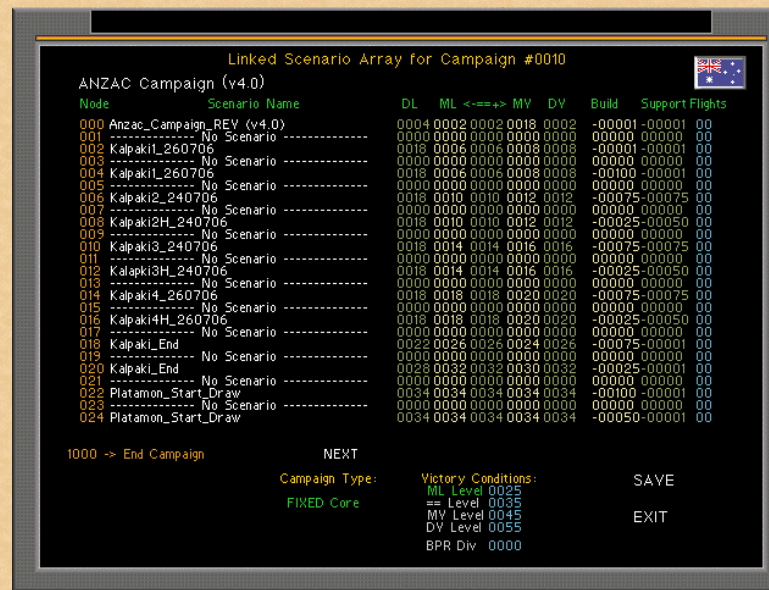 Linked Scenario Array for Campaign #0010
ANZAC Campaign (v4.0)
Node Scenario Name DL ML <-==+> MV DV Build Support Flights
000 Anzac_Campaign_REV (v4.0) 0004 0002 0002 0018 0002 -00001 -00001 00
001 -------------- No Scenario -------------- 0000 0000 0000 0000 0000 00000 00000 00
002 Kalpaki1_260706 0018 0006 0006 0008 0008 -00001 -00001 00
003 -------------- No Scenario -------------- 0000 0000 0000 0000 0000 00000 00000 00
004 Kalpaki1_260706 0018 0006 0006 0008 0008 -00100 -00001 00
005 -------------- No Scenario -------------- 0000 0000 0000 0000 0000 00000 00000 00
006 Kalpaki2_240706 0018 0010 0010 0012 0012 -00075-00075 00
007 -------------- No Scenario -------------- 0000 0000 0000 0000 0000 00000 00000 00
008 Kalpaki2H_240706 0018 0010 0010 0012 0012 -00025-00050 00
009 -------------- No Scenario -------------- 0000 0000 0000 0000 0000 00000 00000 00
010 Kalpaki3_240706 0018 0014 0014 0016 0016 -00075-00075 00
011 -------------- No Scenario -------------- 0000 0000 0000 0000 0000 00000 00000 00
012 Kalapki3H_240706 0018 0014 0014 0016 0016 -00025-00050 00
013 -------------- No Scenario -------------- 0000 0000 0000 0000 0000 00000 00000 00
014 Kalpaki4_260706 0018 0018 0018 0020 0020 -00075-00075 00
015 -------------- No Scenario -------------- 0000 0000 0000 0000 0000 00000 00000 00
016 Kalpaki4H_260706 0018 0018 0018 0020 0020 -00025-00050 00
017 -------------- No Scenario -------------- 0000 0000 0000 0000 0000 00000 00000 00
018 Kalpaki_End 0022 0026 0026 0024 0026 -00075-00001 00
019 -------------- No Scenario -------------- 0000 0000 0000 0000 0000 00000 00000 00
020 Kalpaki_End 0028 0032 0032 0030 0032 -00025-00001 00
021 -------------- No Scenario -------------- 0000 0000 0000 0000 0000 00000 00000 00
022 Platamon_Start_Draw 0034 0034 0034 0034 0034 -00100 -00001 00
023 -------------- No Scenario -------------- 0000 0000 0000 0000 0000 00000 00000 00
024 Platamon_Start_Draw 0034 0034 0034 0034 0034 -00050-00001 00
1000 -> End Campaign NEXT
Campaign Type: Victory Conditions: SAVE
FIXED Core ML Level 0025
== Level 0035
MV Level 0045 EXIT
DV Level 0055
BPR Div 0000